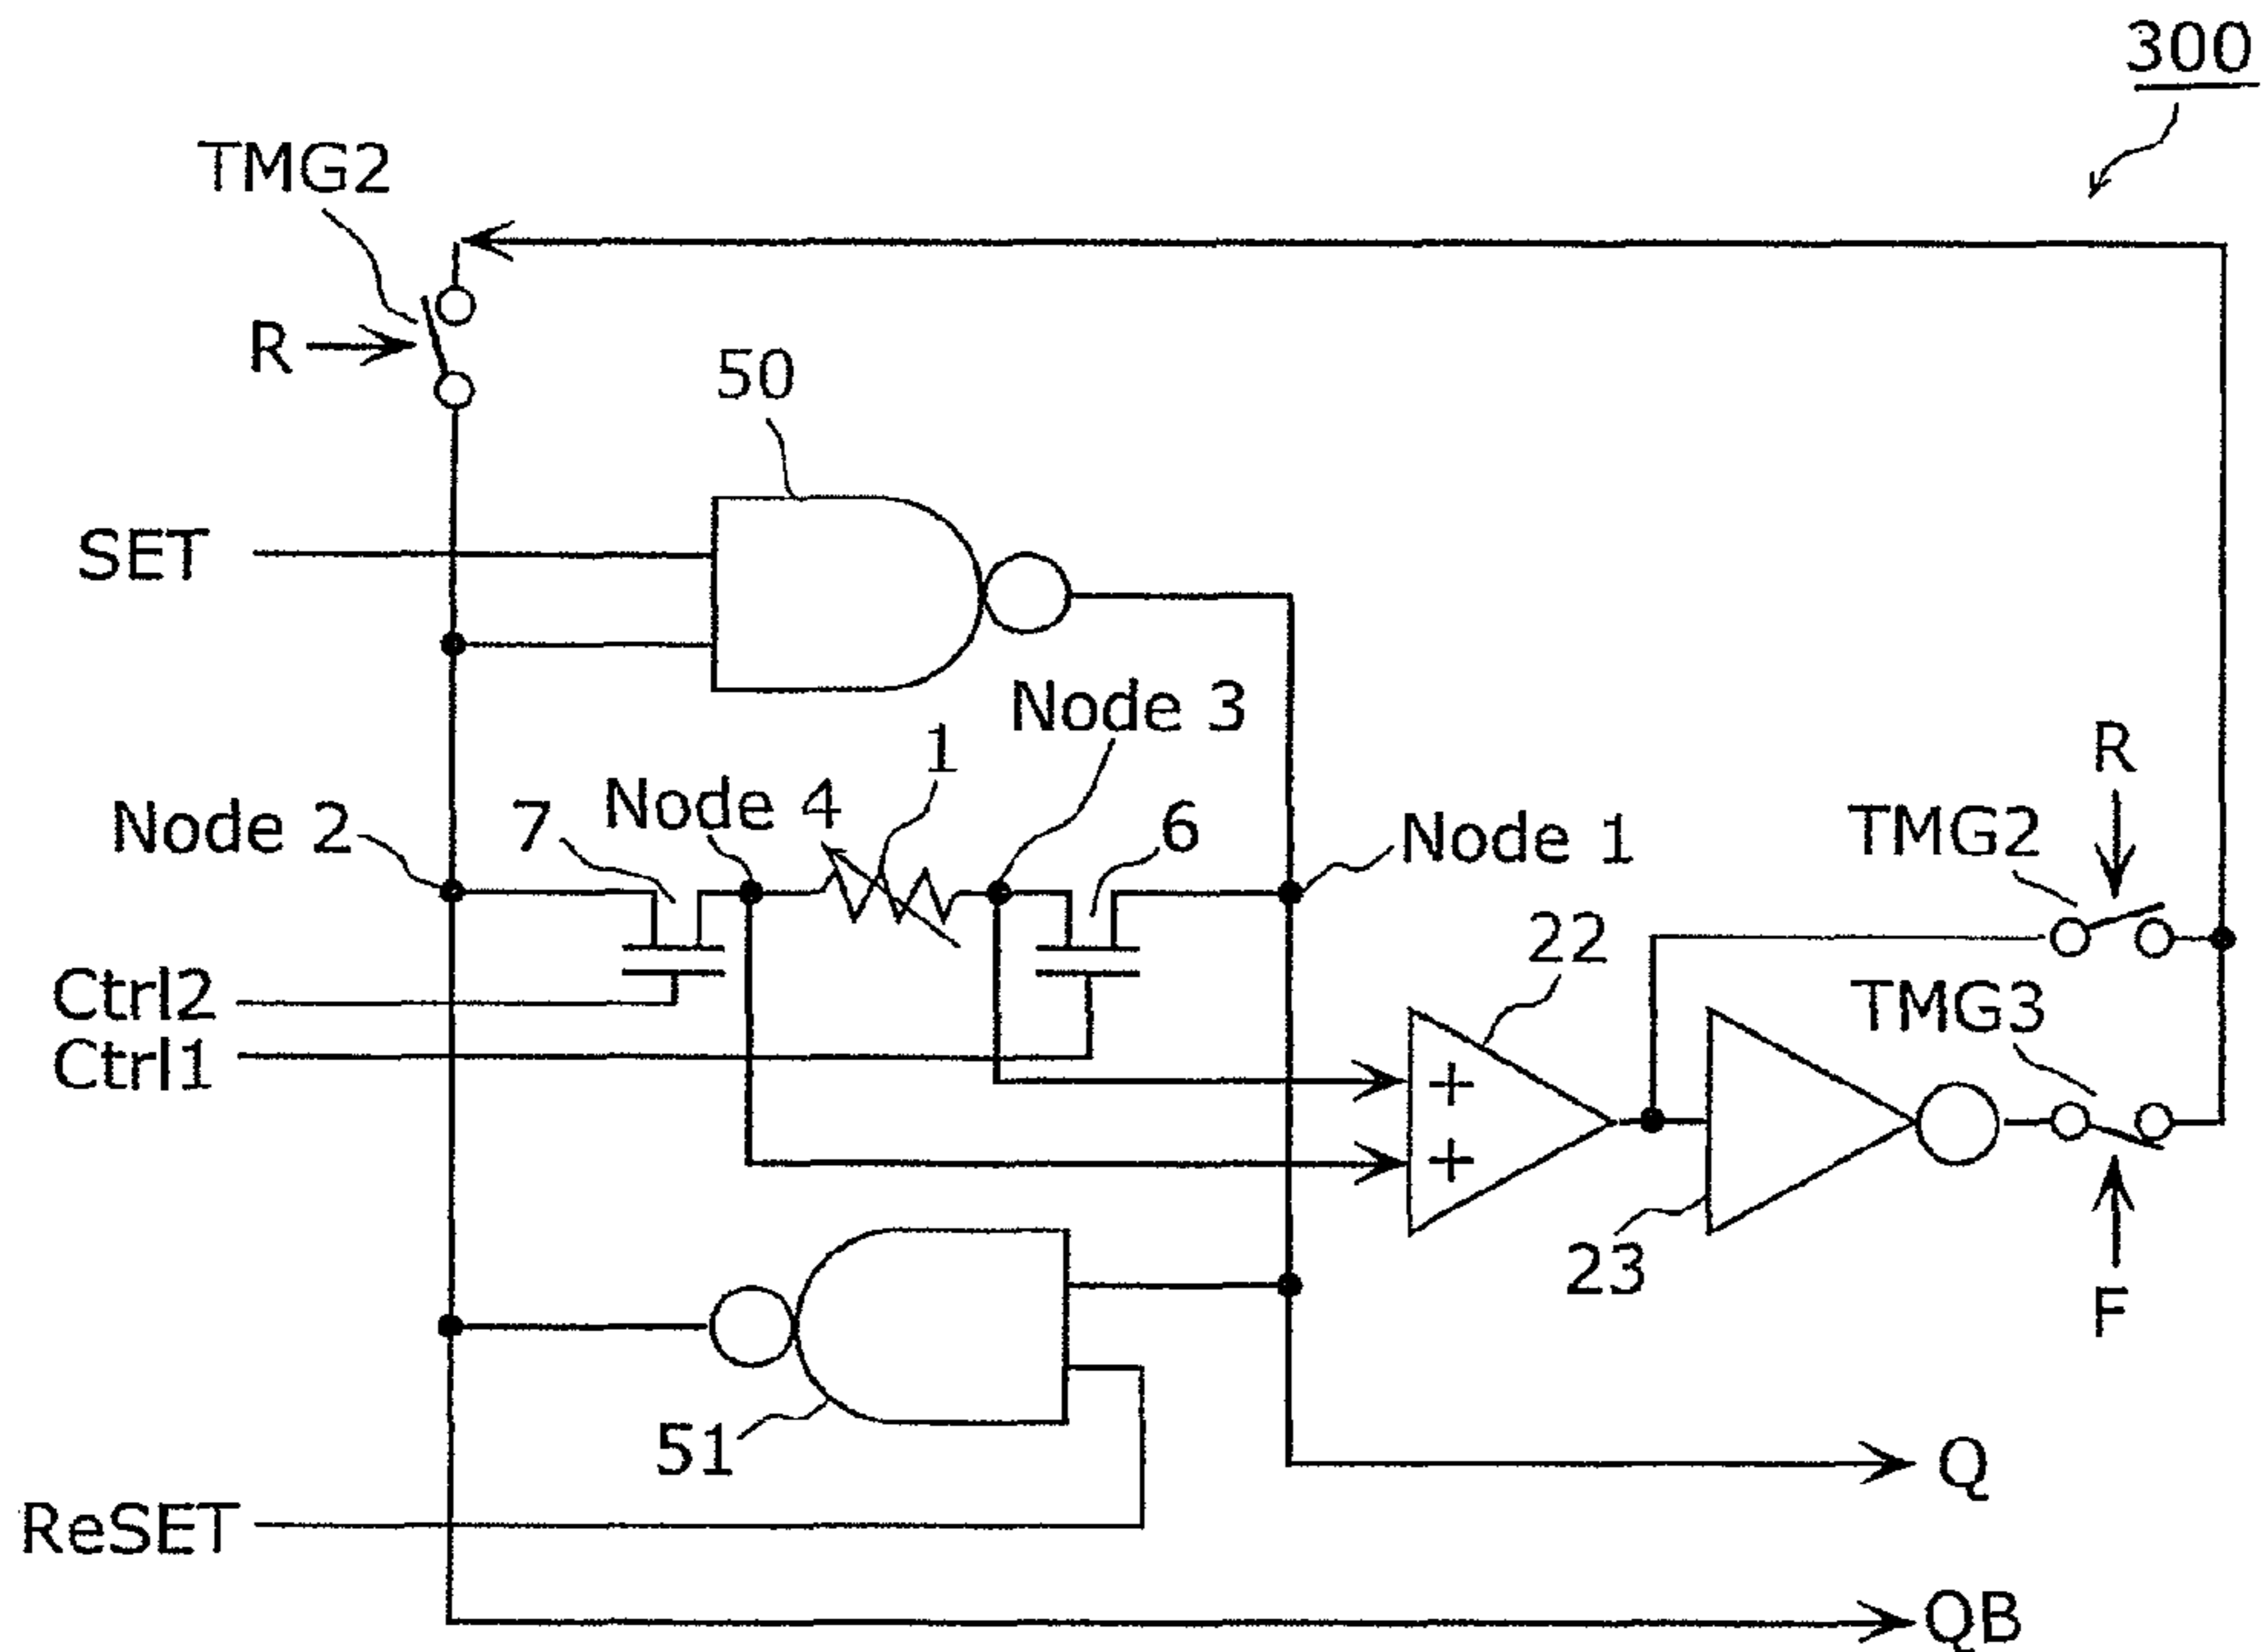 300
TMG2
R
50
SET
Node 3
1
Node 4
7
6
Node 2
Node 1
R
TMG2
22
Ctrl2
TMG3
Ctrl1
+
+
23
F
51
Q
ReSET
QB